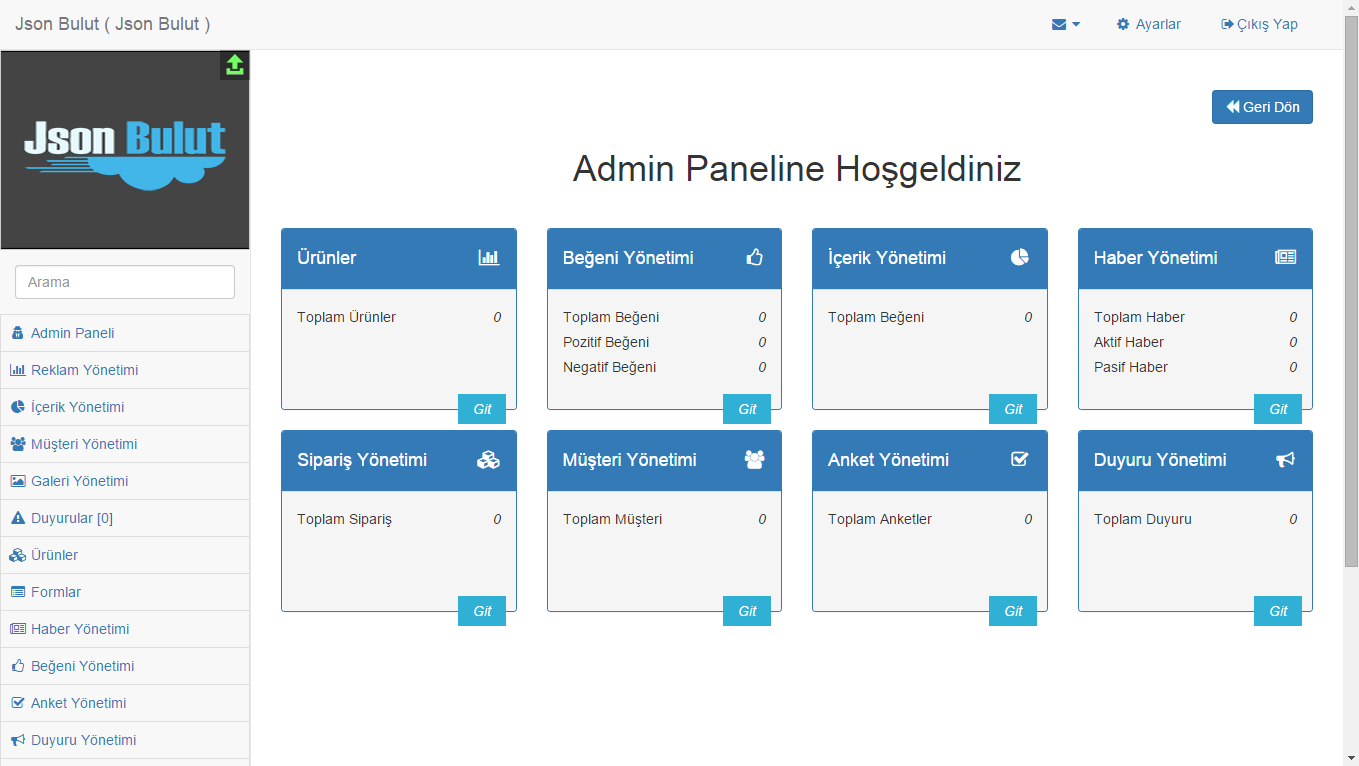 Json Bulut ( Json Bulut )
Ayarlar
Çıkış Yap
Json Bulut
Arama
Admin Paneli
Reklam Yönetimi
İçerik Yönetimi
Müşteri Yönetimi
Galeri Yönetimi
Duyurular [0]
Ürünler
Formlar
Haber Yönetimi
Beğeni Yönetimi
Anket Yönetimi
Duyuru Yönetimi
Geri Dön
Admin Paneline Hoşgeldiniz
Ürünler
Toplam Ürünler 0
Git
Beğeni Yönetimi
Toplam Beğeni 0
Pozitif Beğeni 0
Negatif Beğeni 0
Git
İçerik Yönetimi
Toplam Beğeni 0
Git
Haber Yönetimi
Toplam Haber 0
Aktif Haber 0
Pasif Haber 0
Git
Sipariş Yönetimi
Toplam Sipariş 0
Git
Müşteri Yönetimi
Toplam Müşteri 0
Git
Anket Yönetimi
Toplam Anketler 0
Git
Duyuru Yönetimi
Toplam Duyuru 0
Git